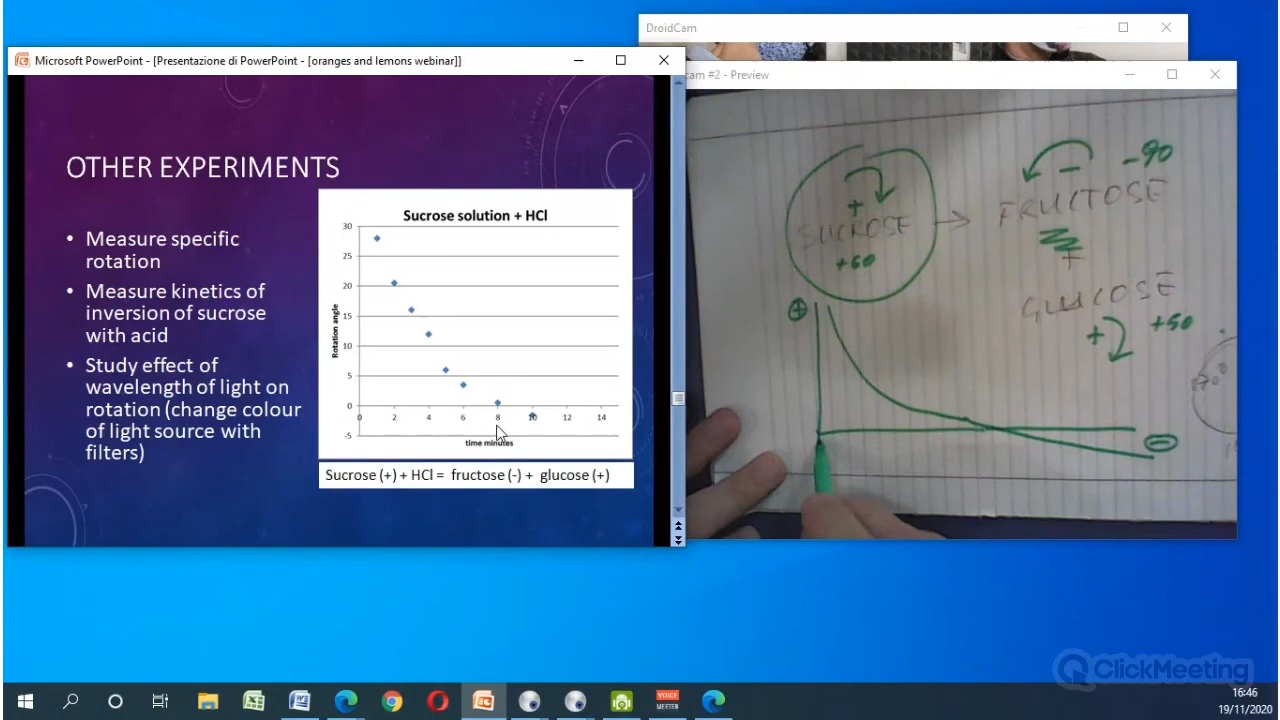 DroidCam
Microsoft PowerPoint - [Presentazione di PowerPoint - [oranges and lemons webinar]]
cam #2 - Preview
OTHER EXPERIMENTS
• Measure specific
rotation
• Measure kinetics of
inversion of sucrose
with acid
• Study effect of
wavelength of light on
rotation (change colour
of light source with
filters)
Sucrose solution + HCl
Rotation angle
30
25
20
15
10
5
0
-5
0 2 4 6 8 10 12 14
time minutes
Sucrose (+) + HCl = fructose (-) + glucose (+)
+
SUCROSE
+60
→
- -90
FRUCTOSE
+
GLUCOSE
+ +50
+
-
ClickMeeting
VOICE
MEETER
16:46
19/11/2020